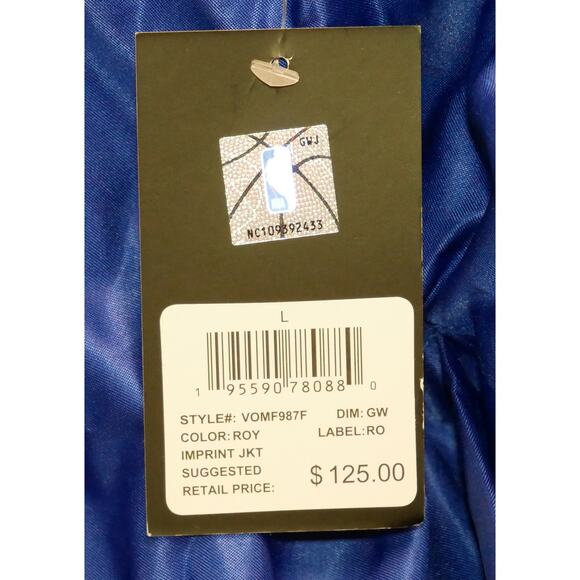 GWJ
NC109392433
L
1 95590 78088 0
STYLE#: VOMF987F DIM: GW
COLOR: ROY LABEL: RO
IMPRINT JKT
SUGGESTED
RETAIL PRICE: $ 125.00